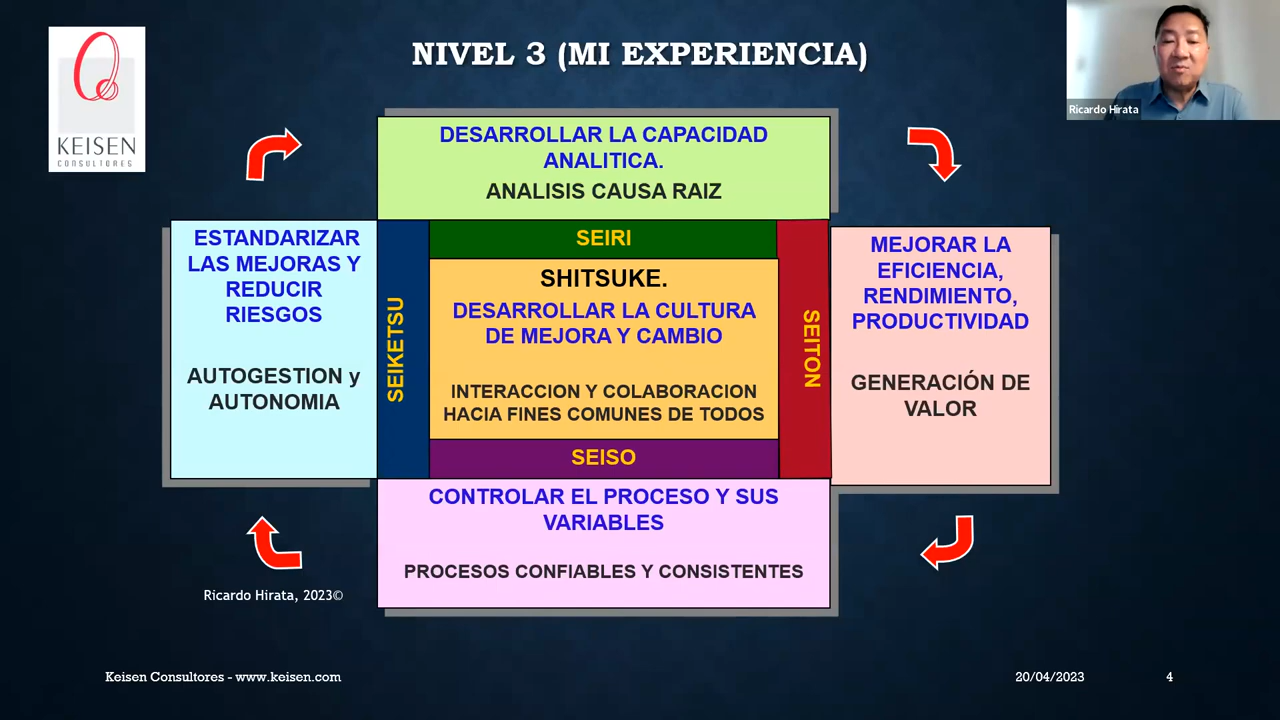 NIVEL 3 (MI EXPERIENCIA)
KEISEN
CONSULTORES
Ricardo Hirata
DESARROLLAR LA CAPACIDAD
ANALITICA.
ANALISIS CAUSA RAIZ
ESTANDARIZAR
LAS MEJORAS Y
REDUCIR
RIESGOS
AUTOGESTION y
AUTONOMIA
SEIKETSU
SEIRI
SHITSUKE.
DESARROLLAR LA CULTURA
DE MEJORA Y CAMBIO
INTERACCION Y COLABORACION
HACIA FINES COMUNES DE TODOS
SEISO
SEITON
MEJORAR LA
EFICIENCIA,
RENDIMIENTO,
PRODUCTIVIDAD
GENERACIÓN DE
VALOR
CONTROLAR EL PROCESO Y SUS
VARIABLES
PROCESOS CONFIABLES Y CONSISTENTES
Ricardo Hirata, 2023©
Keisen Consultores - www.keisen.com
20/04/2023
4